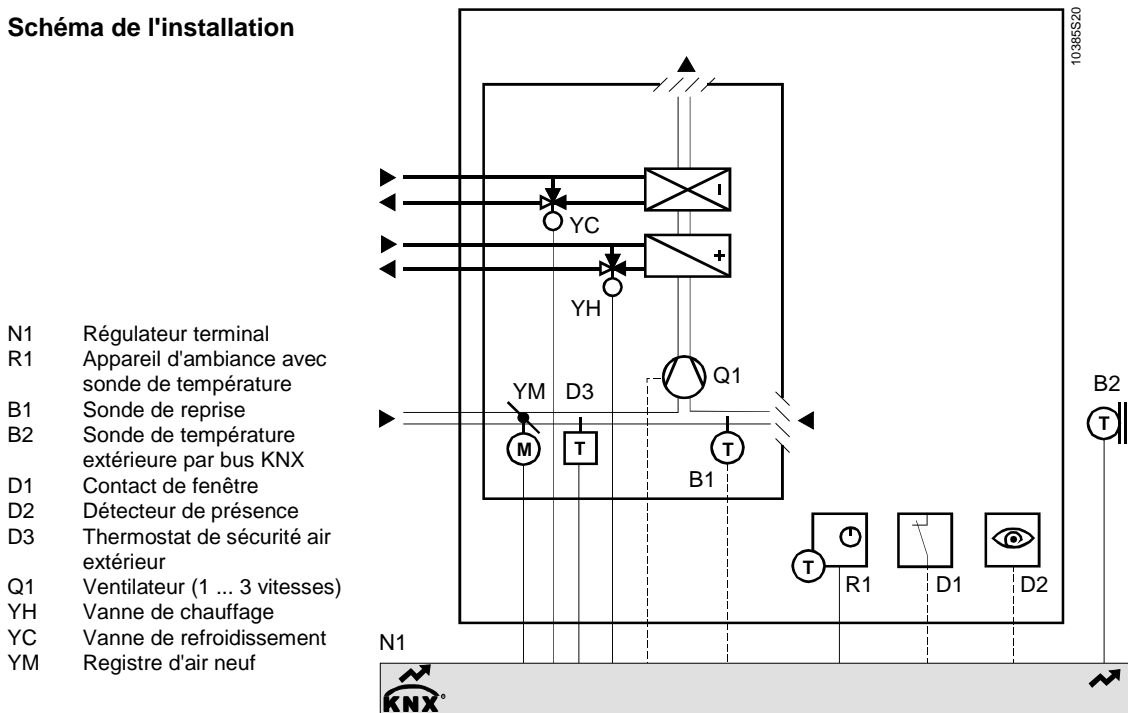 Schéma de l'installation
10385S20
YC
YH
YM D3 Q1
M T T
B1
B2
T
N1 Régulateur terminal
R1 Appareil d'ambiance avec
sonde de température
B1 Sonde de reprise
B2 Sonde de température
extérieure par bus KNX
D1 Contact de fenêtre
D2 Détecteur de présence
D3 Thermostat de sécurité air
extérieur
Q1 Ventilateur (1 ... 3 vitesses)
YH Vanne de chauffage
YC Vanne de refroidissement
YM Registre d'air neuf
T
R1 D1 D2
N1
KNX®